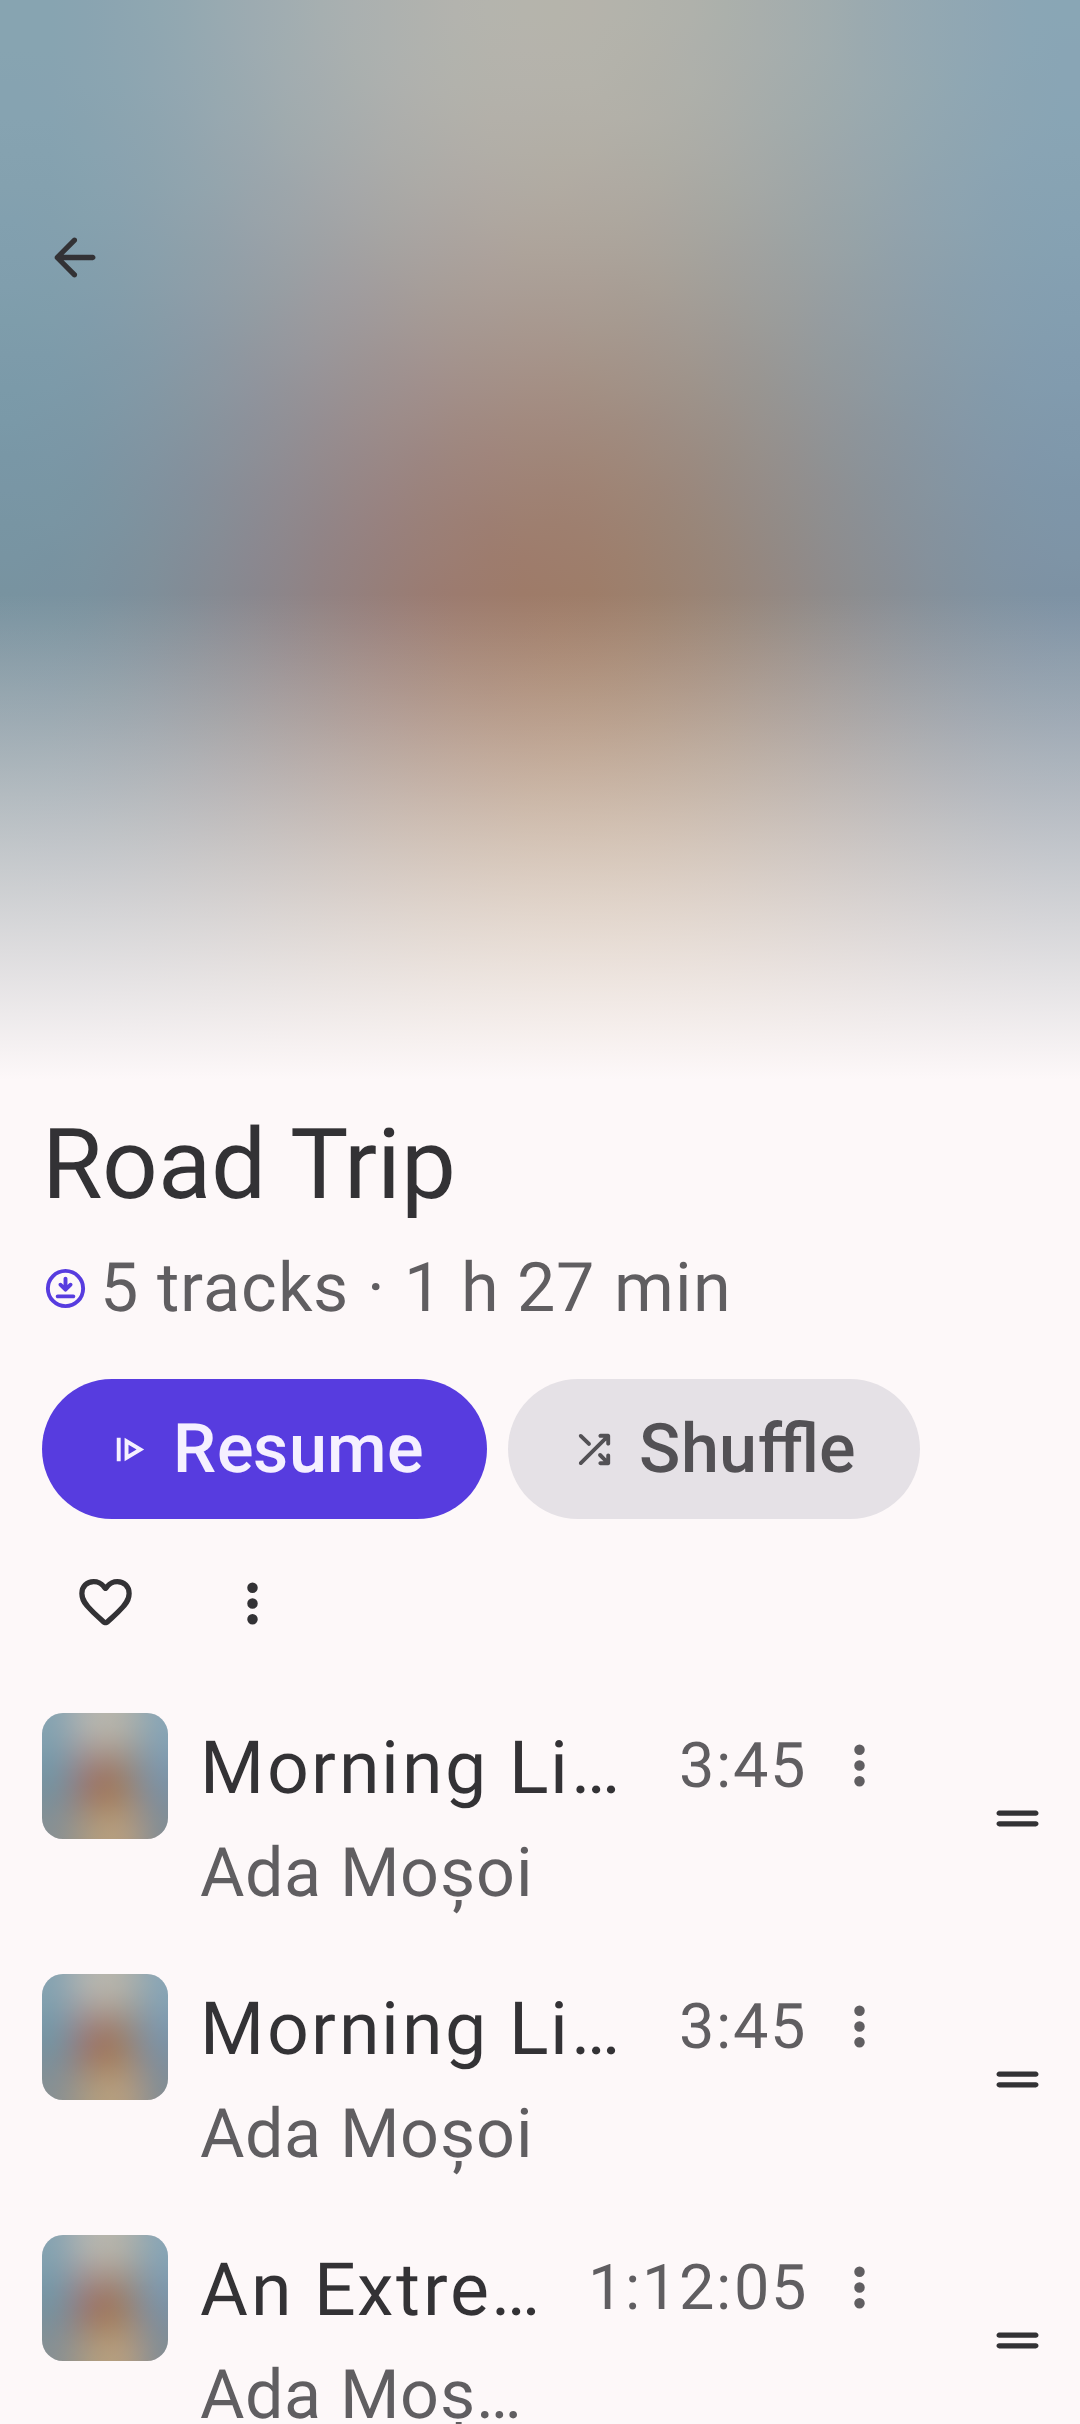 Road Trip
5 tracks · 1 h 27 min
Resume
Shuffle
Morning Li…
3:45
Ada Moșoi
Morning Li…
3:45
Ada Moșoi
An Extre…
1:12:05
Ada Moș…